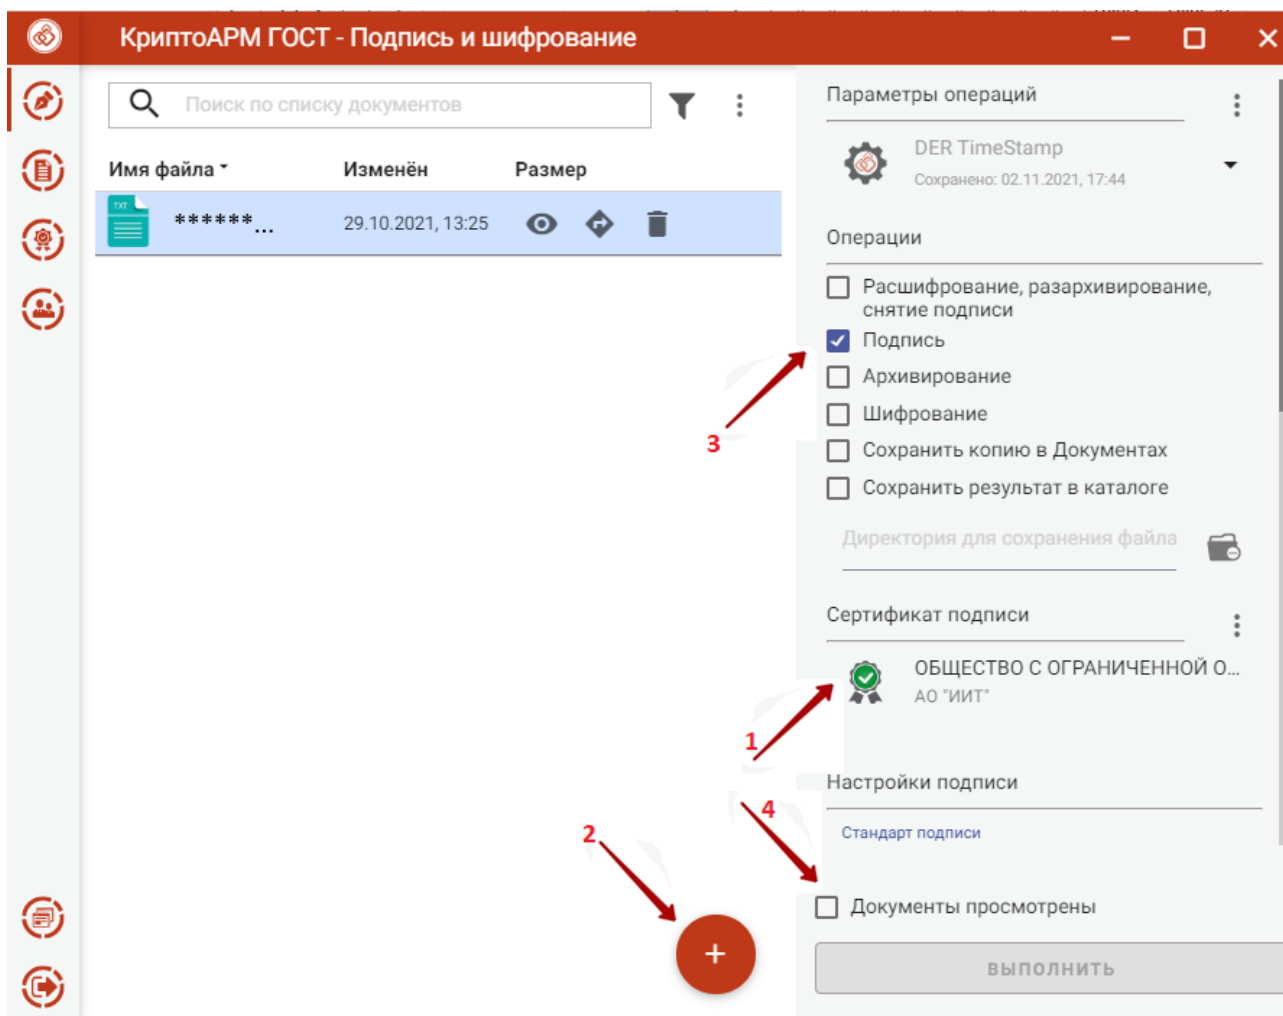 КриптоАРМ ГОСТ - Подпись и шифрование
Поиск по списку документов
Имя файла Изменён Размер
TXT ******... 29.10.2021, 13:25
Параметры операций
DER TimeStamp
Сохранено: 02.11.2021, 17:44
Операции
Расшифрование, разархивирование,
снятие подписи
Подпись
Архивирование
3
Шифрование
Сохранить копию в Документах
Сохранить результат в каталоге
Директория для сохранения файла
Сертификат подписи
ОБЩЕСТВО С ОГРАНИЧЕННОЙ О...
АО "ИИТ"
1
Настройки подписи
4
2
Стандарт подписи
Документы просмотрены
+
ВЫПОЛНИТЬ